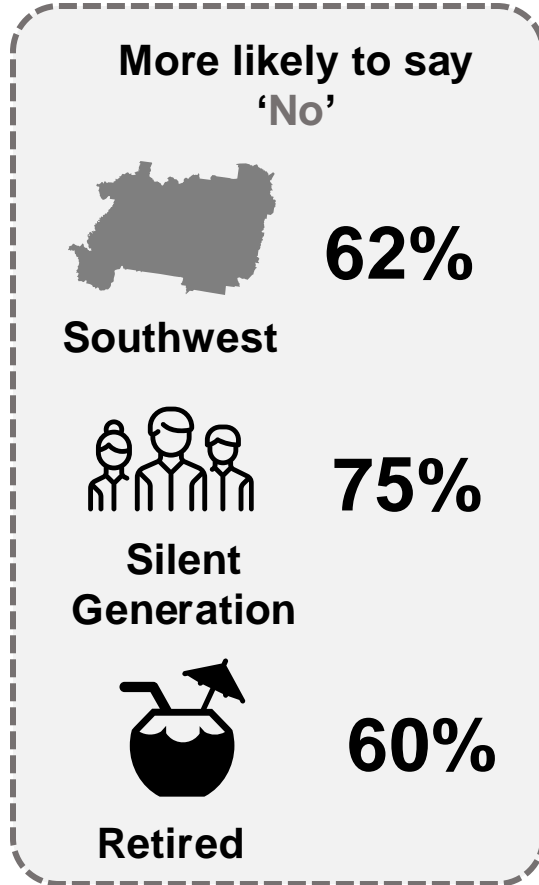 More likely to say
‘No’
62%
Southwest
75%
Silent
Generation
60%
Retired